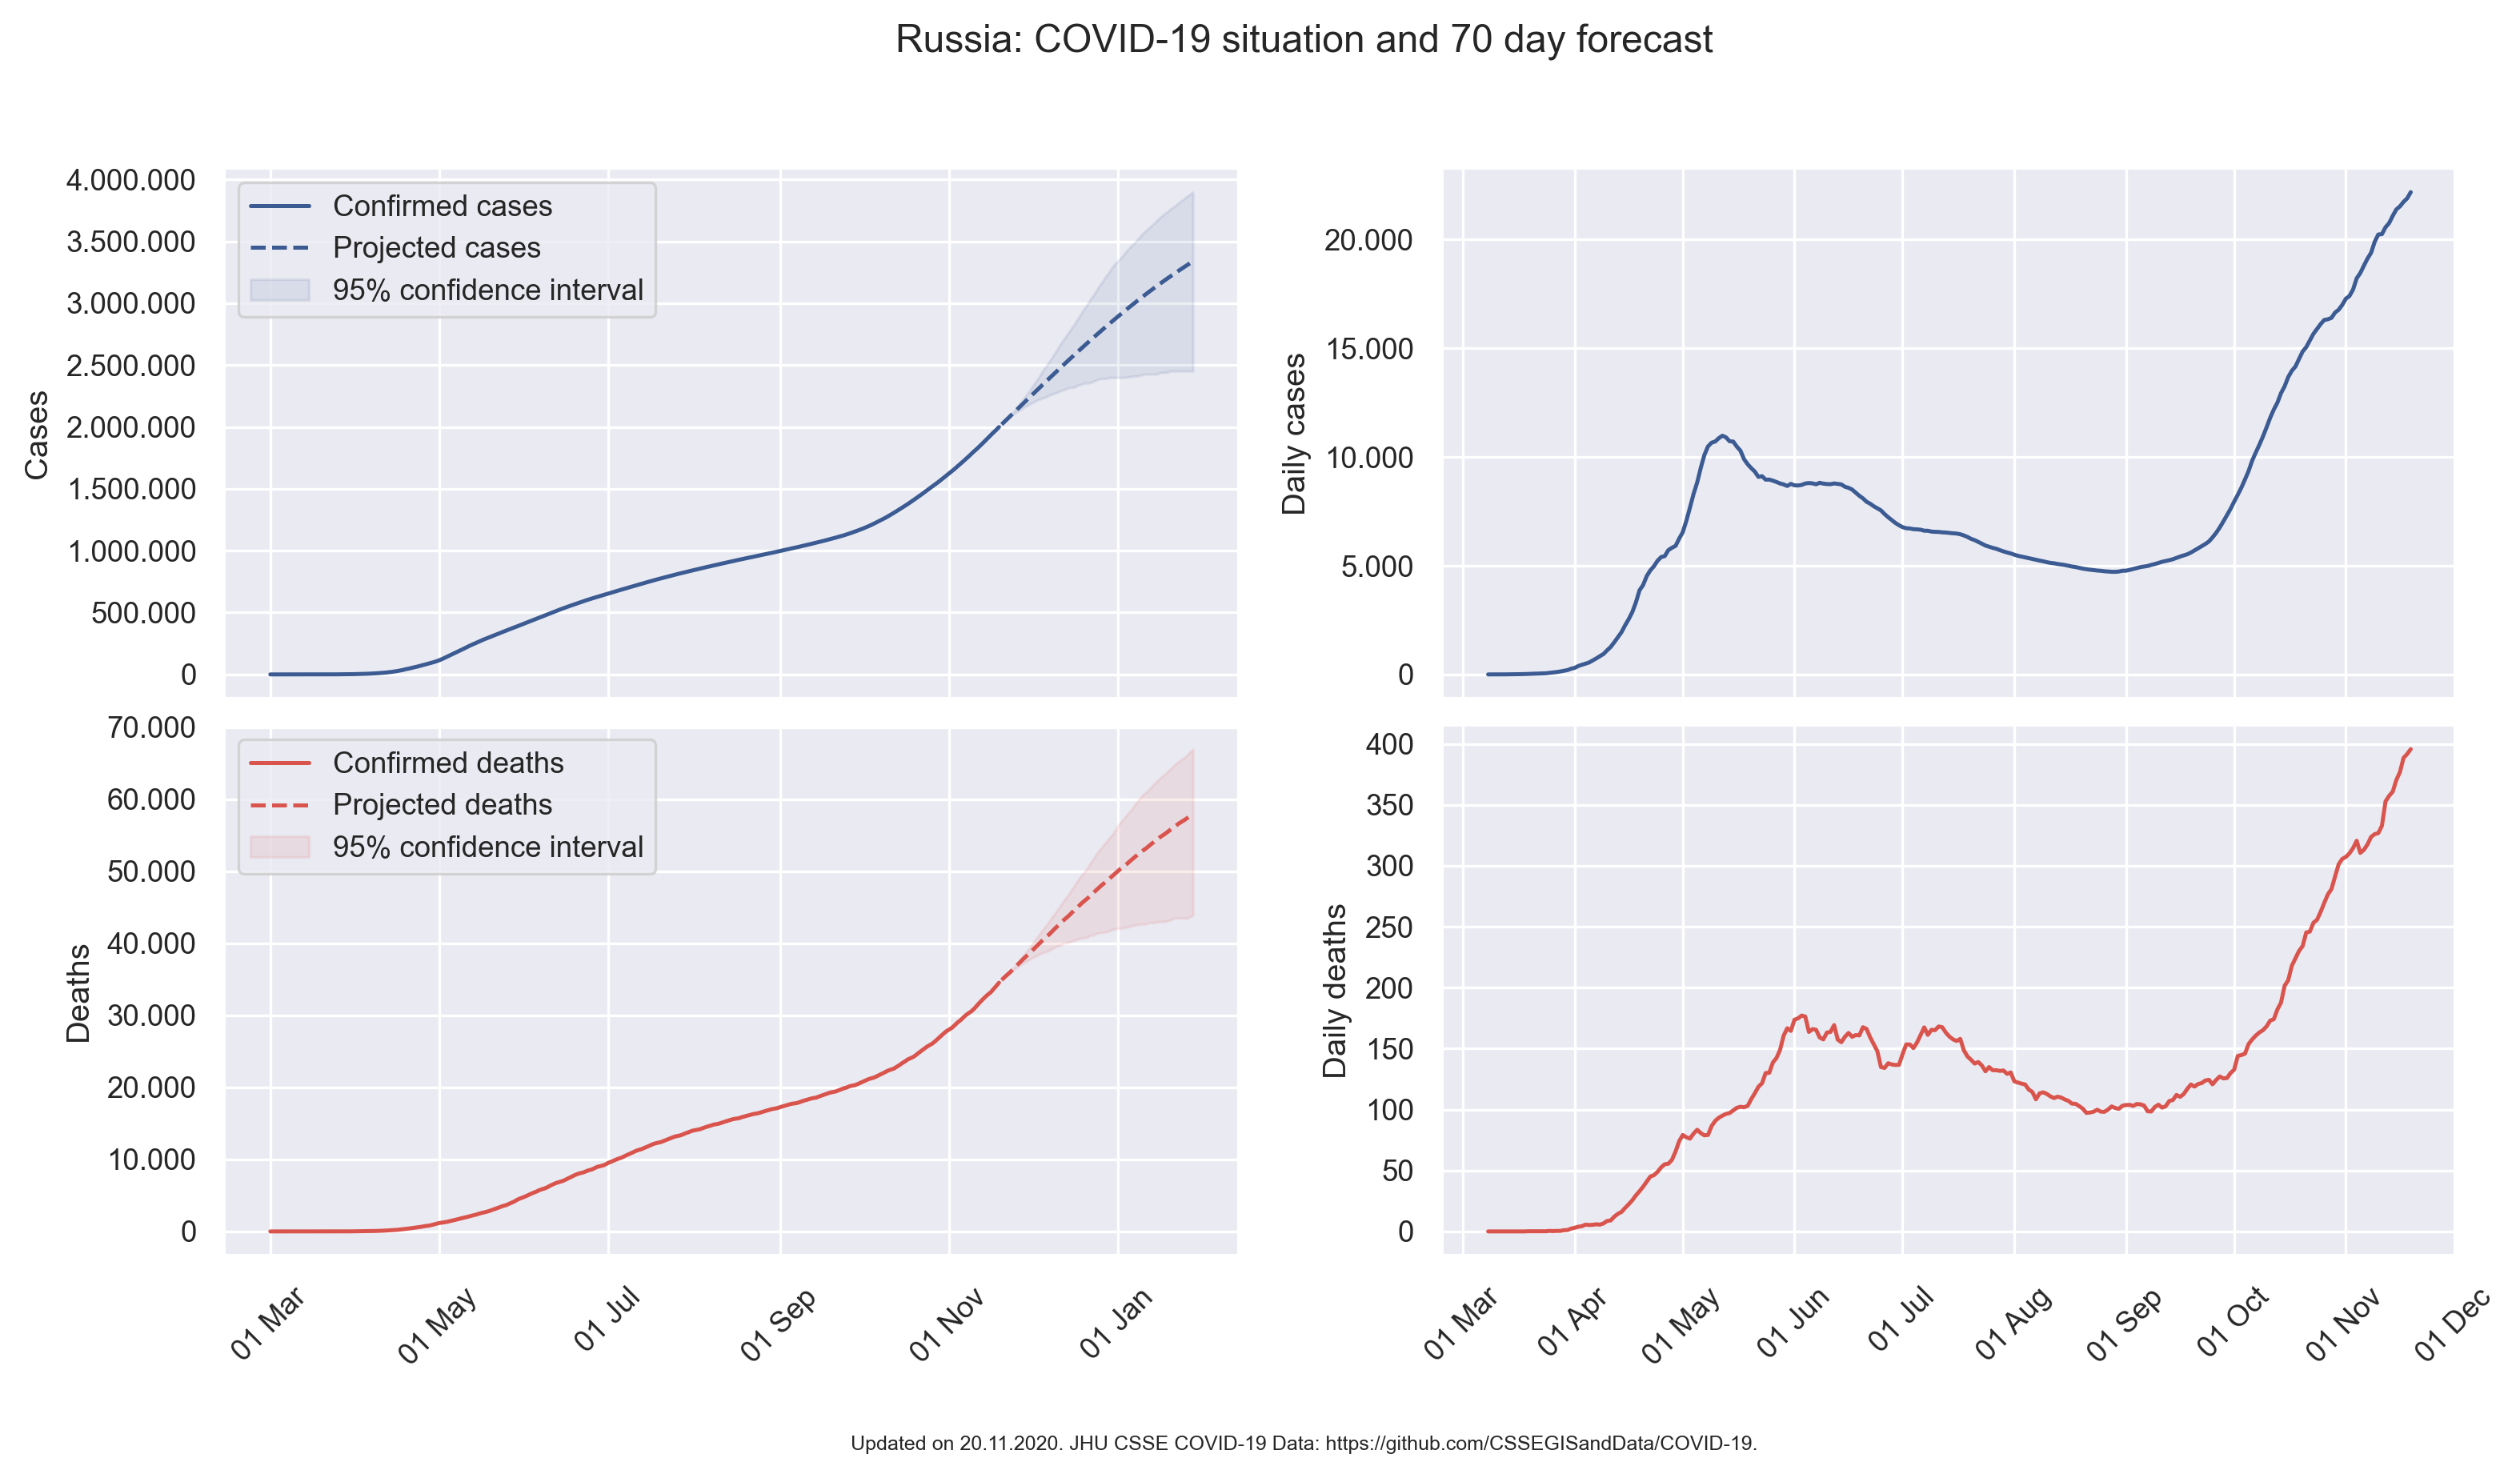 Russia: COVID-19 situation and 70 day forecast
4.000.000
3.500.000
3.000.000
2.500.000
2.000.000
1.500.000
1.000.000
500.000
0
Cases
Confirmed cases
Projected cases
95% confidence interval
20.000
15.000
10.000
5.000
0
Daily cases
70.000
60.000
50.000
40.000
30.000
20.000
10.000
0
Deaths
Confirmed deaths
Projected deaths
95% confidence interval
01 Mar
01 May
01 Jul
01 Sep
01 Nov
01 Jan
400
350
300
250
200
150
100
50
0
Daily deaths
01 Mar
01 Apr
01 May
01 Jun
01 Jul
01 Aug
01 Sep
01 Oct
01 Nov
01 Dec
Updated on 20.11.2020. JHU CSSE COVID-19 Data: https://github.com/CSSEGISandData/COVID-19.